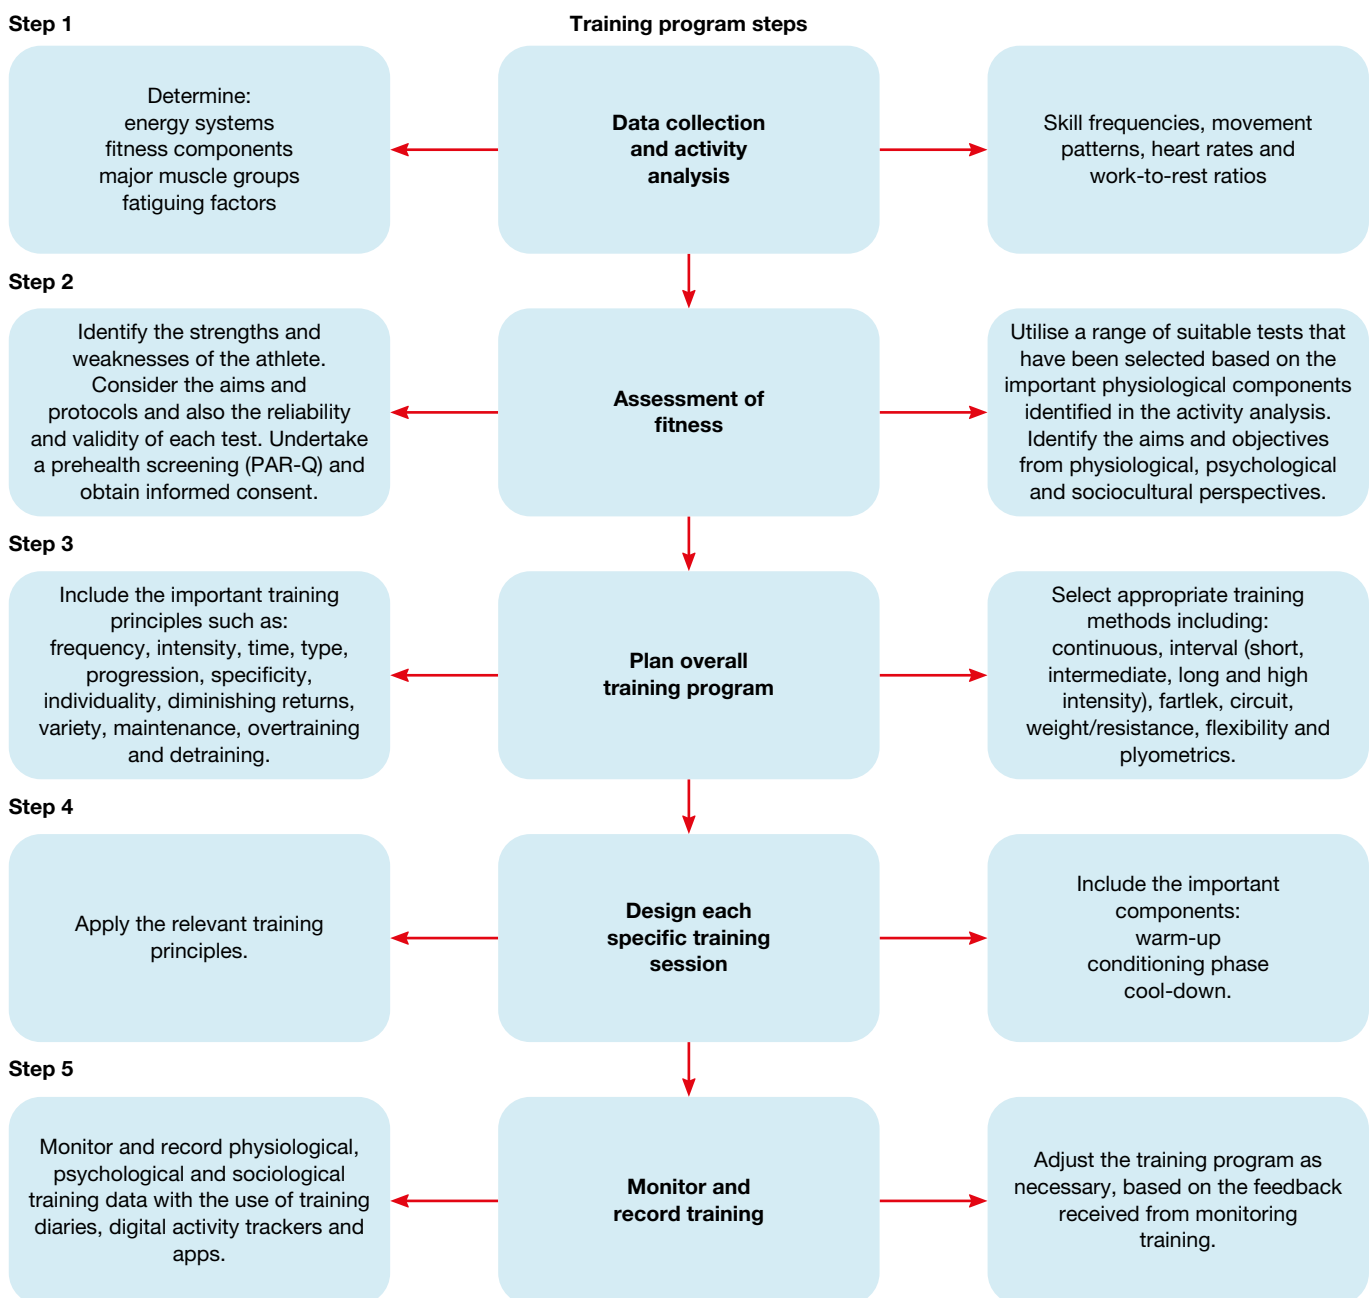 Step 1
Training program steps
Determine:
energy systems
fitness components
major muscle groups
fatiguing factors
Data collection
and activity
analysis
Skill frequencies, movement
patterns, heart rates and
work-to-rest ratios
Step 2
Identify the strengths and
weaknesses of the athlete.
Consider the aims and
protocols and also the reliability
and validity of each test. Undertake
a prehealth screening (PAR-Q) and
obtain informed consent.
Assessment of
fitness
Utilise a range of suitable tests that
have been selected based on the
important physiological components
identified in the activity analysis.
Identify the aims and objectives
from physiological, psychological
and sociocultural perspectives.
Step 3
Include the important training
principles such as:
frequency, intensity, time, type,
progression, specificity,
individuality, diminishing returns,
variety, maintenance, overtraining
and detraining.
Plan overall
training program
Select appropriate training
methods including:
continuous, interval (short,
intermediate, long and high
intensity), fartlek, circuit,
weight/resistance, flexibility and
plyometrics.
Step 4
Apply the relevant training
principles.
Design each
specific training
session
Include the important
components:
warm-up
conditioning phase
cool-down.
Step 5
Monitor and record physiological,
psychological and sociological
training data with the use of training
diaries, digital activity trackers and
apps.
Monitor and
record training
Adjust the training program as
necessary, based on the feedback
received from monitoring
training.